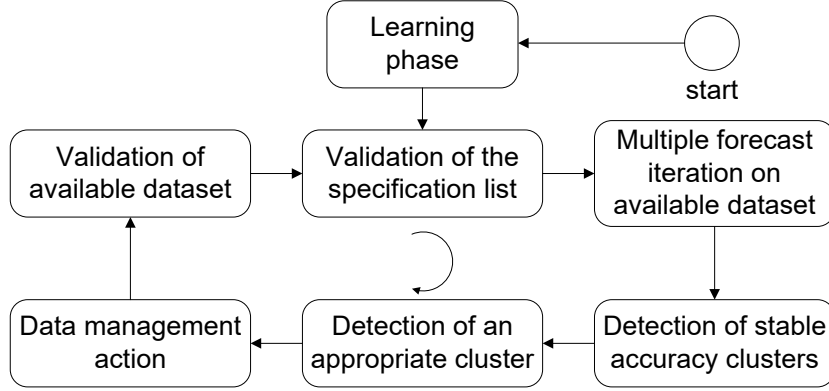 Learning
phase
start
Validation of
available dataset
Validation of the
specification list
Multiple forecast
iteration on
available dataset
Data management
action
Detection of an
appropriate cluster
Detection of stable
accuracy clusters